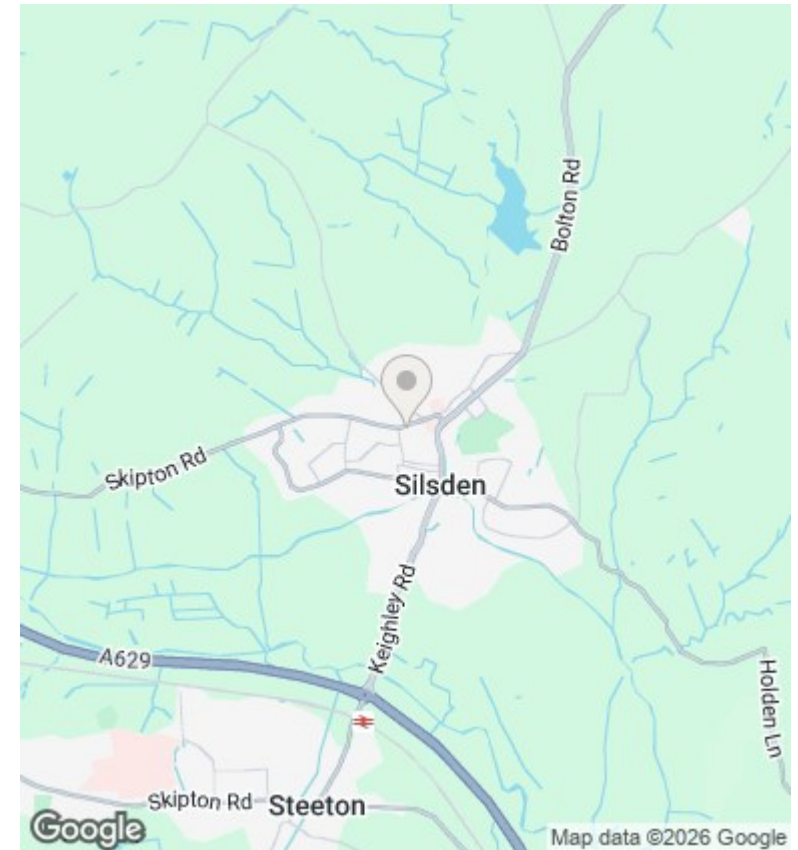 Bolton Rd
Skipton Rd
Silsden
Keighley Rd
A629
Holden Ln
Skipton Rd
Steeton
Google
Map data ©2026 Google